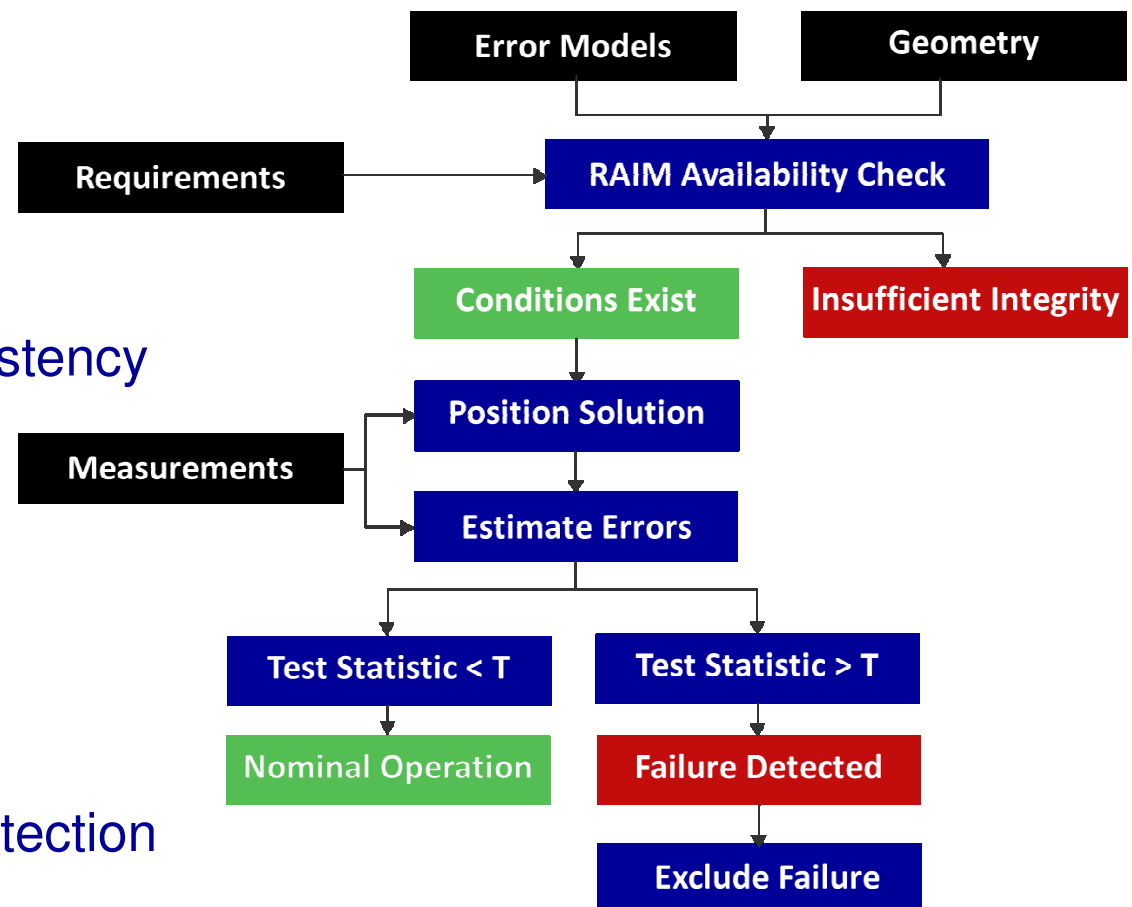 Error Models
Geometry
Requirements
RAIM Availability Check
Conditions Exist
Insufficient Integrity
stency
Position Solution
Measurements
Estimate Errors
Test Statistic < T
Test Statistic > T
Nominal Operation
Failure Detected
tection
Exclude Failure